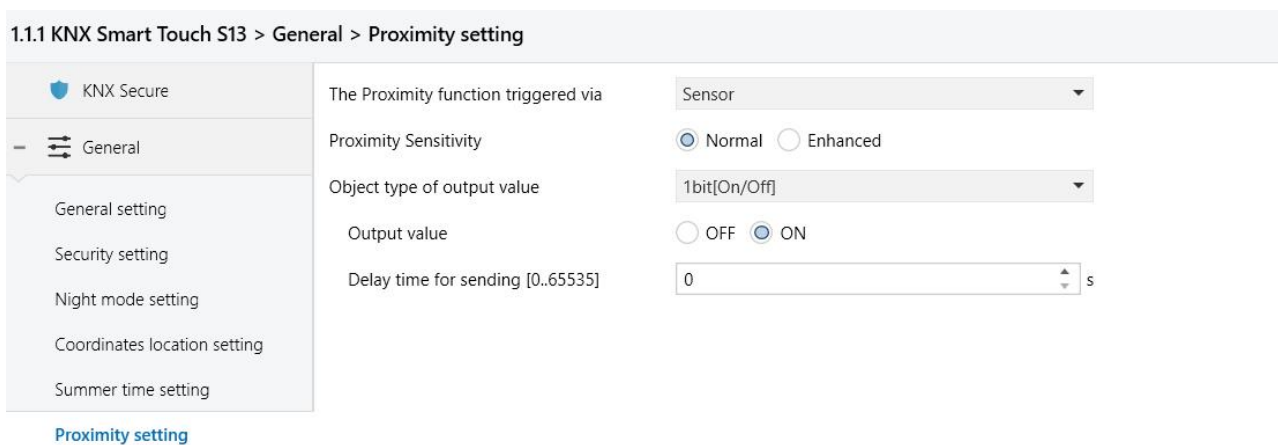 1.1.1 KNX Smart Touch S13 > General > Proximity setting
KNX Secure
General
General setting
Security setting
Night mode setting
Coordinates location setting
Summer time setting
Proximity setting
The Proximity function triggered via Sensor
Proximity Sensitivity Normal Enhanced
Object type of output value 1bit[On/Off]
Output value OFF ON
Delay time for sending [0..65535] 0 s